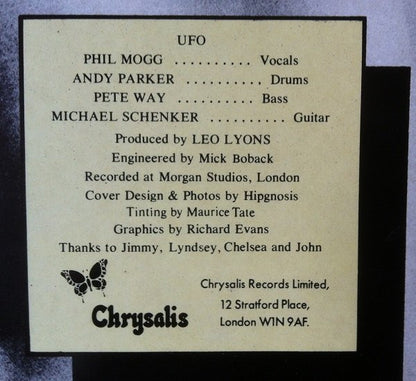 UFO
PHIL MOGG .......... Vocals
ANDY PARKER .......... Drums
PETE WAY .......... Bass
MICHAEL SCHENKER .......... Guitar
Produced by LEO LYONS
Engineered by Mick Boback
Recorded at Morgan Studios, London
Cover Design & Photos by Hipgnosis
Tinting by Maurice Tate
Graphics by Richard Evans
Thanks to Jimmy, Lyndsey, Chelsea and John
Chrysalis
Chrysalis Records Limited,
12 Stratford Place,
London W1N 9AF.